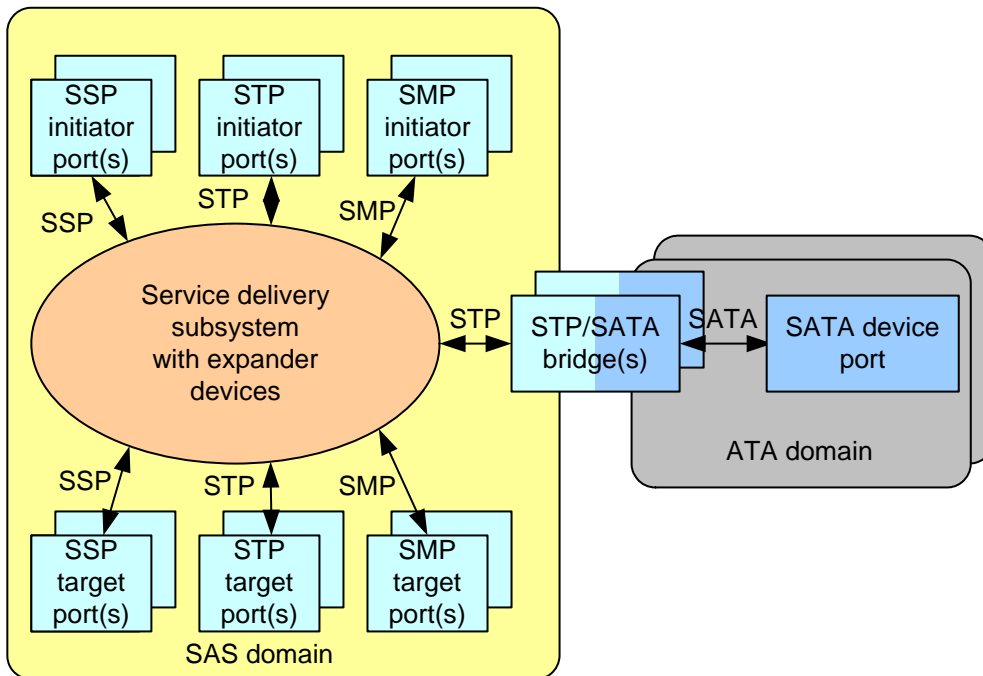 SSP
initiator
port(s)
STP
initiator
port(s)
SMP
initiator
port(s)
SSP
STP
SMP
Service delivery
subsystem
with expander
devices
STP
STP/SATA
bridge(s)
SATA
SATA device
port
ATA domain
SSP
STP
SMP
SSP
target
port(s)
STP
target
port(s)
SMP
target
port(s)
SAS domain